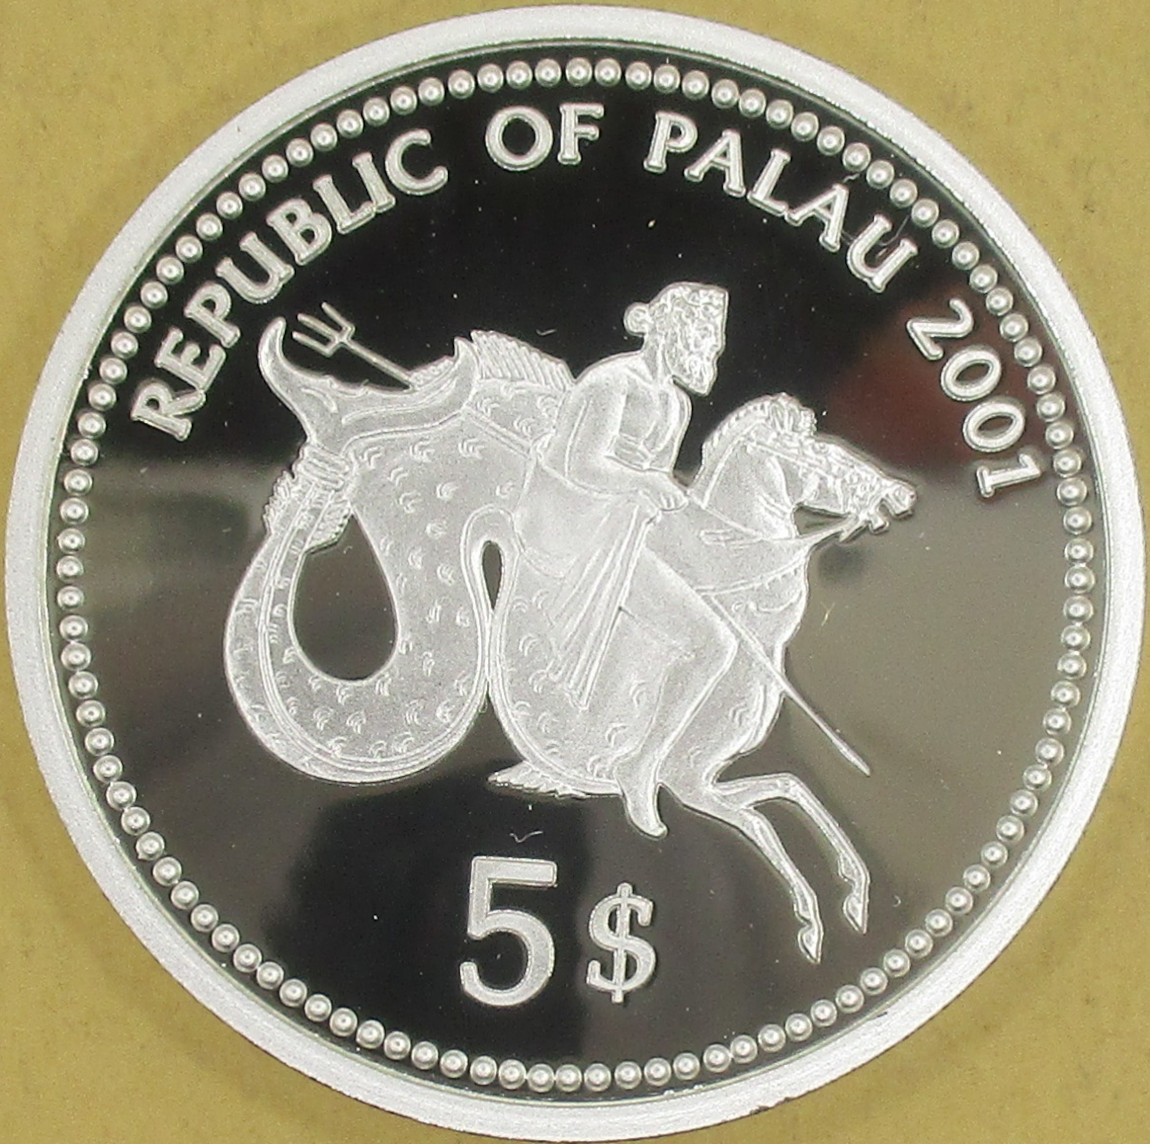 REPUBLIC OF PALAU 2001
5 $